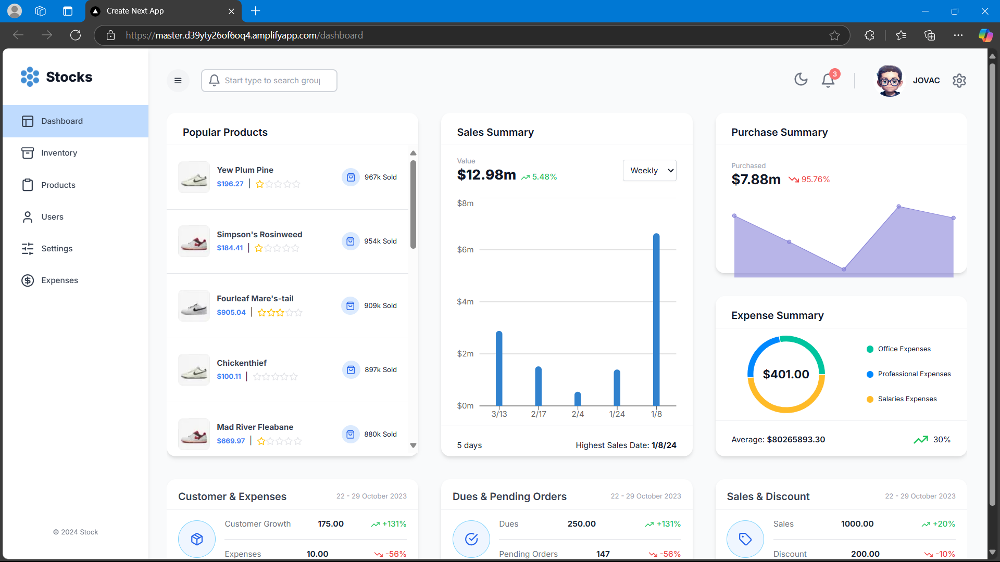 Create Next App
https://master.d39yty26of6oq4.amplifyapp.com/dashboard
Stocks
Start type to search grou
3
JOVAC
Dashboard
Inventory
Products
Users
Settings
Expenses
© 2024 Stock
Popular Products
Yew Plum Pine
$196.27
967k Sold
Simpson's Rosinweed
$184.41
954k Sold
Fourleaf Mare's-tail
$905.04
909k Sold
Chickenthief
$100.11
897k Sold
Mad River Fleabane
$669.97
880k Sold
Sales Summary
Value
$12.98m 5.48%
Weekly
$8m
$6m
$4m
$2m
$0m
3/13 2/17 2/4 1/24 1/8
5 days Highest Sales Date: 1/8/24
Purchase Summary
Purchased
$7.88m 95.76%
Expense Summary
$401.00
Office Expenses
Professional Expenses
Salaries Expenses
Average: $80265893.30 30%
Customer & Expenses 22 - 29 October 2023
Customer Growth 175.00 +131%
Expenses 10.00 -56%
Dues & Pending Orders 22 - 29 October 2023
Dues 250.00 +131%
Pending Orders 147 -56%
Sales & Discount 22 - 29 October 2023
Sales 1000.00 +20%
Discount 200.00 -10%